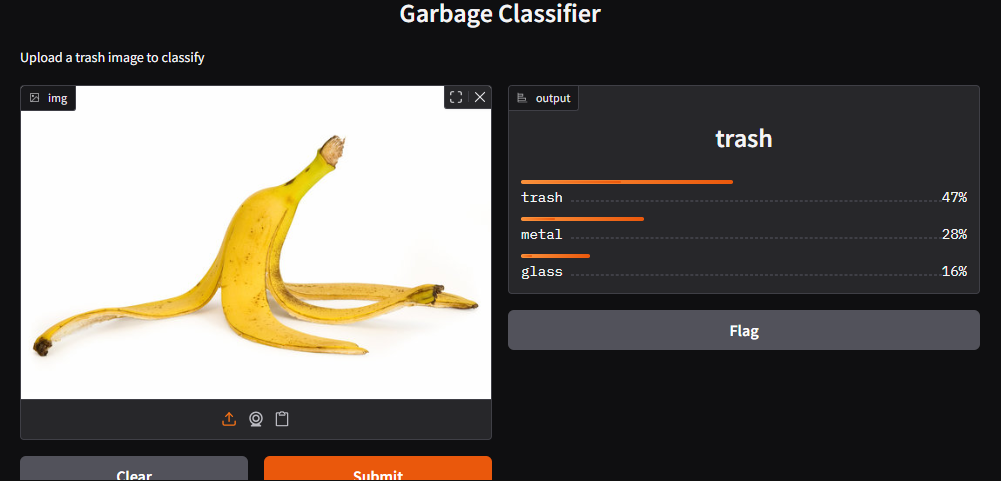 Garbage Classifier
Upload a trash image to classify
img
output
trash
trash 47%
metal 28%
glass 16%
Flag
Clear
Submit